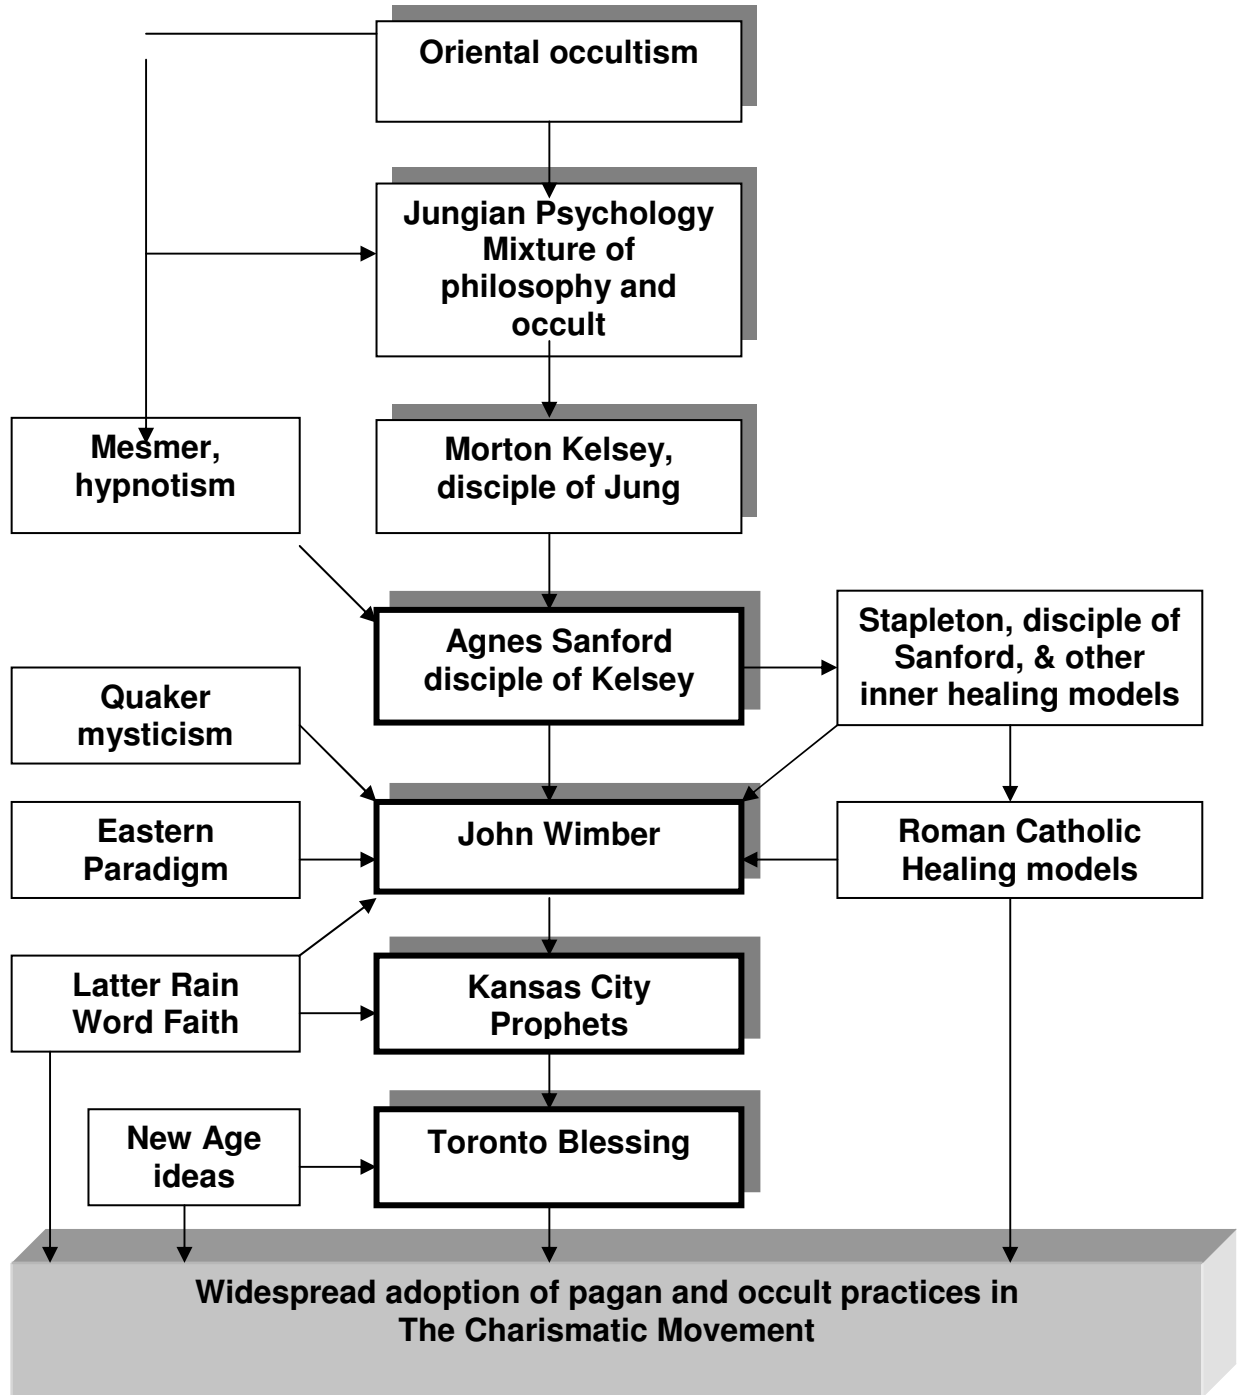 Oriental occultism
Jungian Psychology
Mixture of
philosophy and
occult
Mesmer,
hypnotism
Morton Kelsey,
disciple of Jung
Agnes Sanford
disciple of Kelsey
Stapleton, disciple of
Sanford, & other
inner healing models
Quaker
mysticism
Eastern
Paradigm
John Wimber
Roman Catholic
Healing models
Latter Rain
Word Faith
Kansas City
Prophets
New Age
ideas
Toronto Blessing
Widespread adoption of pagan and occult practices in
The Charismatic Movement